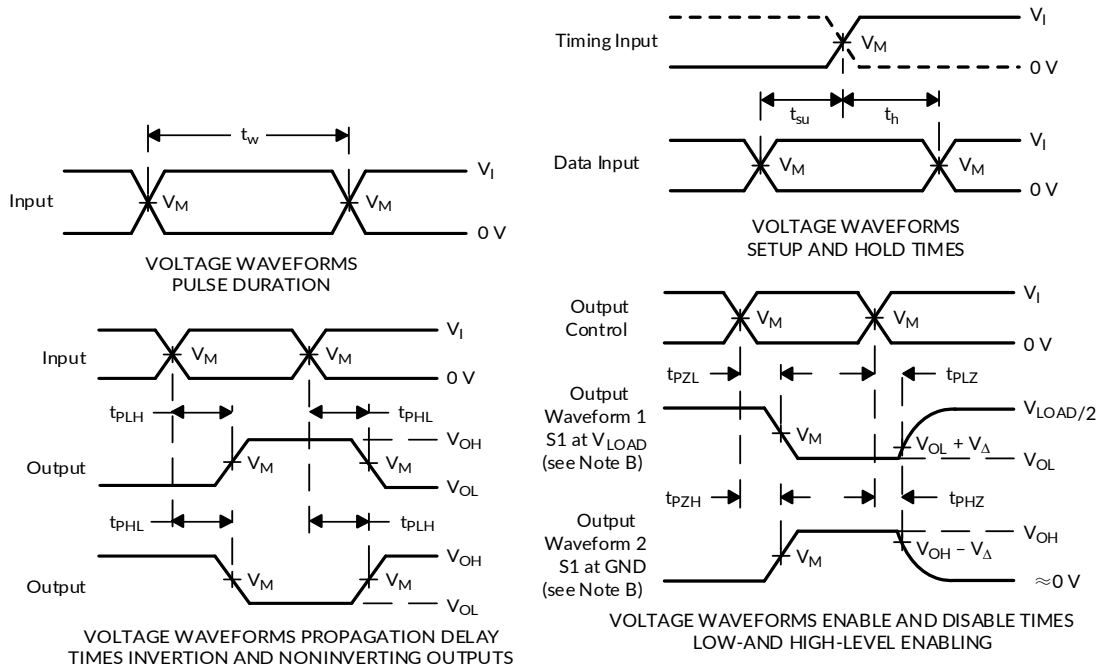 t_w
V_I
Input
V_M
V_M
0 V
VOLTAGE WAVEFORMS
PULSE DURATION
V_I
Timing Input
V_M
0 V
t_su
t_h
V_I
Data Input
V_M
V_M
0 V
VOLTAGE WAVEFORMS
SETUP AND HOLD TIMES
V_I
Input
V_M
V_M
0 V
t_PLH
t_PHL
V_OH
Output
V_M
V_M
V_OL
t_PHL
t_PLH
V_OH
Output
V_M
V_M
V_OL
VOLTAGE WAVEFORMS PROPAGATION DELAY
TIMES INVERTION AND NONINVERTING OUTPUTS
V_I
Output
Control
V_M
V_M
0 V
t_PZL
t_PLZ
Output
Waveform 1
S1 at V_LOAD
(see Note B)
V_LOAD/2
V_M
V_OL + V_Δ
V_OL
t_PZH
t_PHZ
Output
Waveform 2
S1 at GND
(see Note B)
V_OH
V_M
V_OH – V_Δ
≈0 V
VOLTAGE WAVEFORMS ENABLE AND DISABLE TIMES
LOW-AND HIGH-LEVEL ENABLING